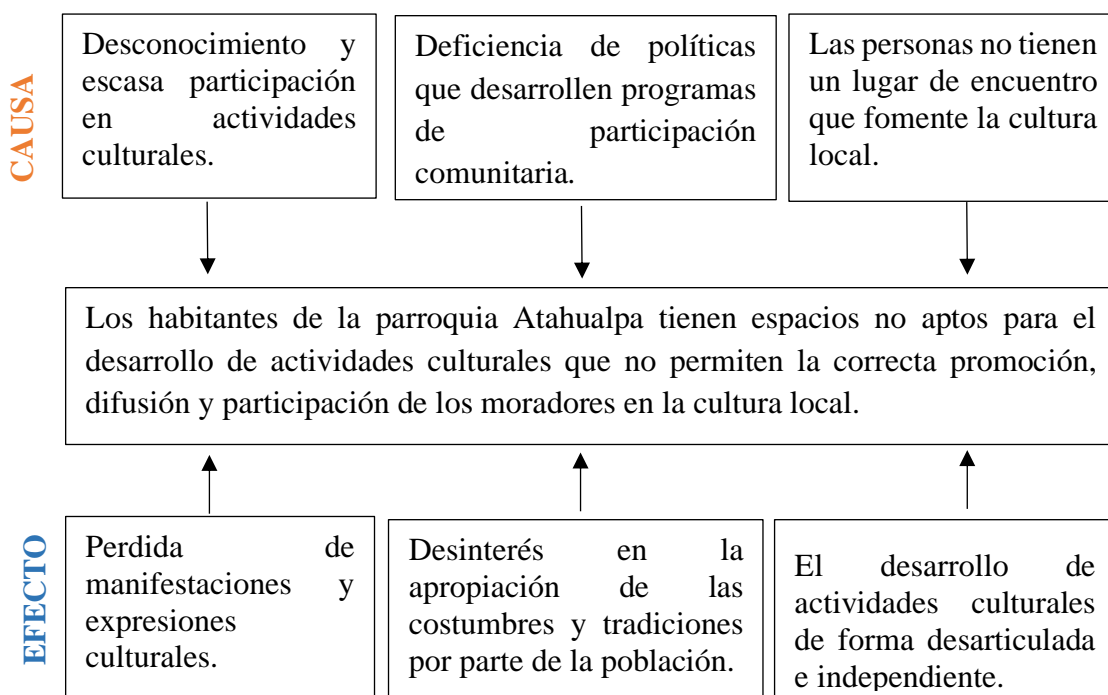 CAUSA
Desconocimiento y
escasa participación
en actividades
culturales.
Deficiencia de políticas
que desarrollen programas
de participación
comunitaria.
Las personas no tienen
un lugar de encuentro
que fomente la cultura
local.
Los habitantes de la parroquia Atahualpa tienen espacios no aptos para el
desarrollo de actividades culturales que no permiten la correcta promoción,
difusión y participación de los moradores en la cultura local.
EFECTO
Perdida de
manifestaciones y
expresiones
culturales.
Desinterés en la
apropiación de las
costumbres y tradiciones
por parte de la población.
El desarrollo de
actividades culturales
de forma desarticulada
e independiente.